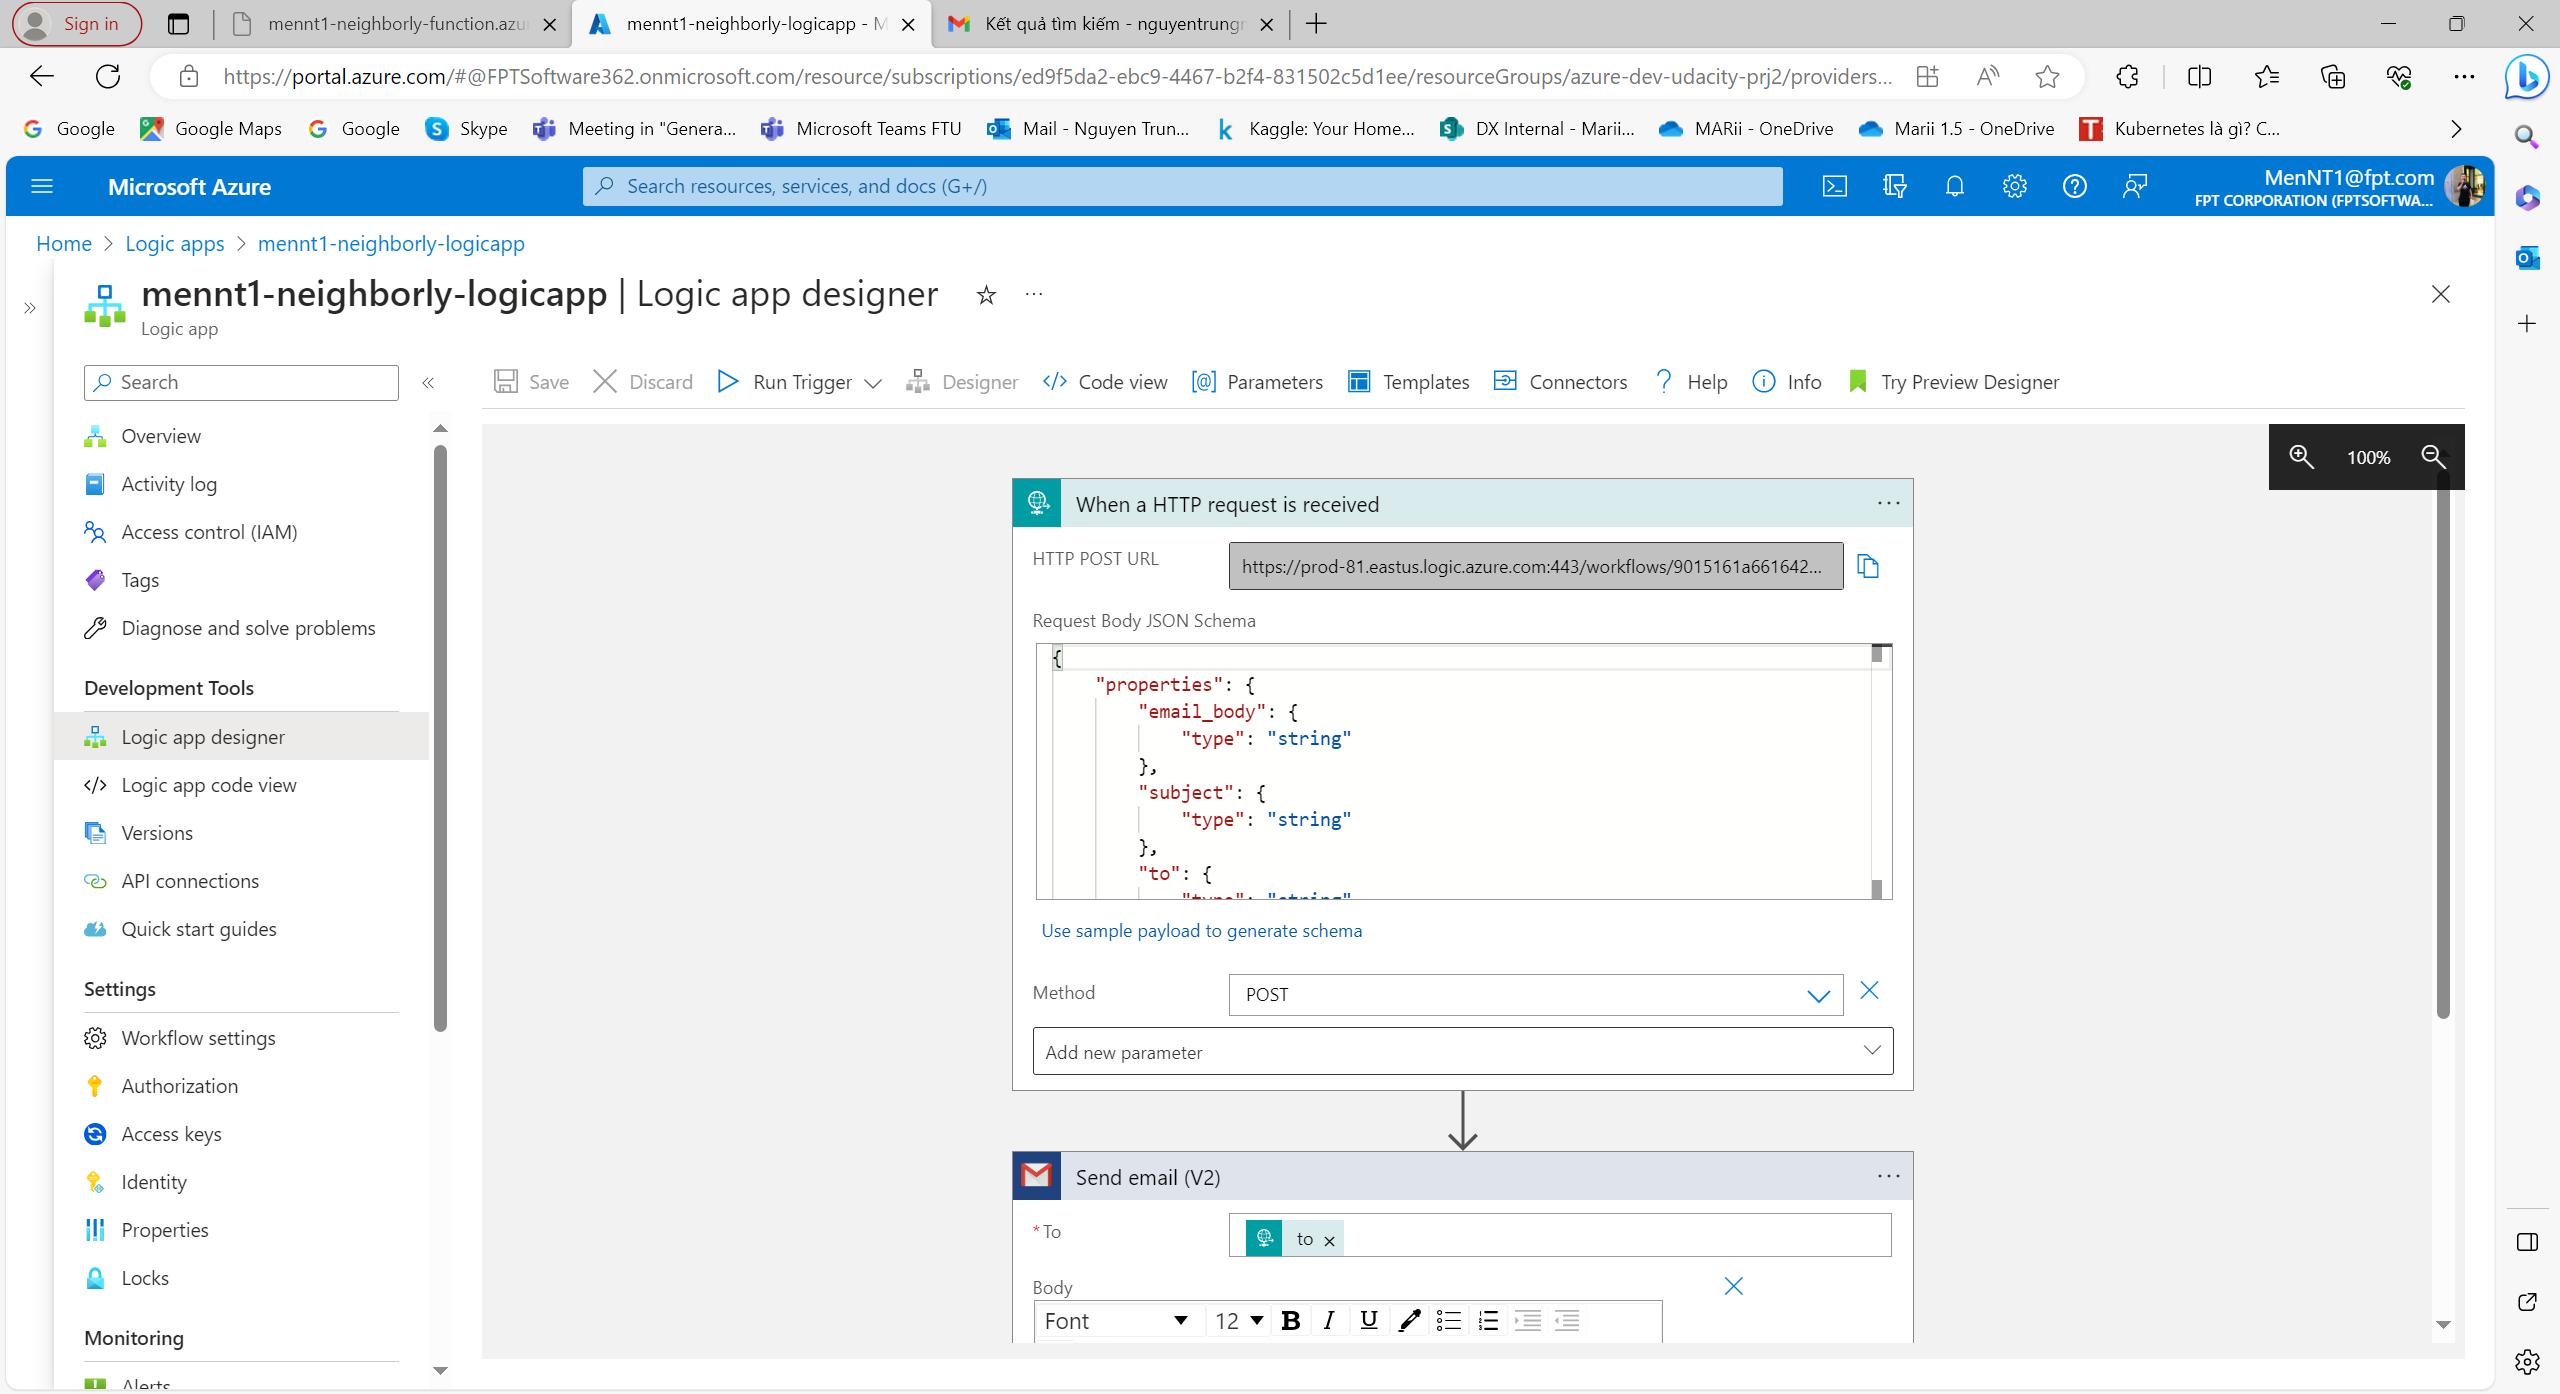 Sign in
mennt1-neighborly-function.azu
mennt1-neighborly-logicapp - M
Kết quả tìm kiếm - nguyentrung
https://portal.azure.com/#@FPTSoftware362.onmicrosoft.com/resource/subscriptions/ed9f5da2-ebc9-4467-b2f4-831502c5d1ee/resourceGroups/azure-dev-udacity-prj2/providers...
Google
Google Maps
Google
Skype
Meeting in "Genera...
Microsoft Teams FTU
Mail - Nguyen Trun...
Kaggle: Your Home...
DX Internal - Marii...
MARii - OneDrive
Marii 1.5 - OneDrive
Kubernetes là gì? C...
Microsoft Azure
Search resources, services, and docs (G+/)
MenNT1@fpt.com
FPT CORPORATION (FPTSOFTWA...
Home > Logic apps > mennt1-neighborly-logicapp
mennt1-neighborly-logicapp | Logic app designer
Logic app
Search
Save
Discard
Run Trigger
Designer
Code view
Parameters
Templates
Connectors
Help
Info
Try Preview Designer
Overview
Activity log
Access control (IAM)
Tags
Diagnose and solve problems
Development Tools
Logic app designer
Logic app code view
Versions
API connections
Quick start guides
Settings
Workflow settings
Authorization
Access keys
Identity
Properties
Locks
Monitoring
Alerts
100%
When a HTTP request is received
HTTP POST URL
https://prod-81.eastus.logic.azure.com:443/workflows/9015161a661642...
Request Body JSON Schema
{
"properties": {
"email_body": {
"type": "string"
},
"subject": {
"type": "string"
},
"to": {
"type": "string"
Use sample payload to generate schema
Method
POST
Add new parameter
Send email (V2)
* To
to ×
Body
Font
12
B I U